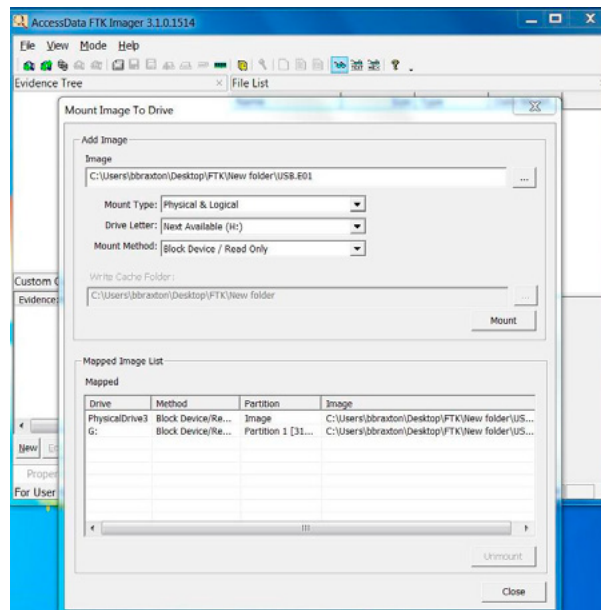 AccessData FTK Imager 3.1.0.1514
File View Mode Help
Evidence Tree
File List
Mount Image To Drive
Add Image
Image
C:\Users\bbraxton\Desktop\FTK\New folder\USB.E01
...
Mount Type: Physical & Logical
Drive Letter: Next Available (H:)
Mount Method: Block Device / Read Only
Write Cache Folder:
C:\Users\bbraxton\Desktop\FTK\New folder
...
Mount
Custom C
Evidence:
Mapped Image List
Mapped
Drive Method Partition Image
PhysicalDrive3 Block Device/Re... Image C:\Users\bbraxton\Desktop\FTK\New folder\US...
G: Block Device/Re... Partition 1 [31... C:\Users\bbraxton\Desktop\FTK\New folder\US...
New
Proper
For User
Unmount
Close